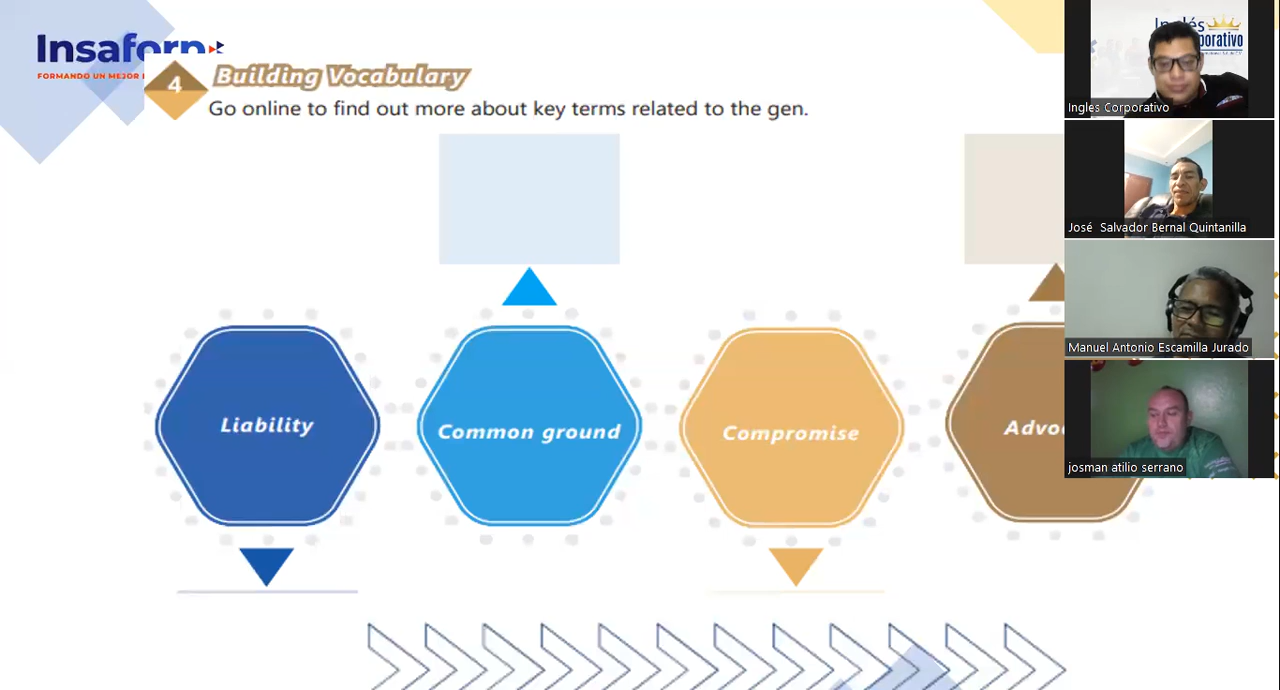 Insaforp
FORMANDO UN MEJOR
4
Building Vocabulary
Go online to find out more about key terms related to the gen.
Liability
Common ground
Compromise
Inglés
Ingles Corporativo
José Salvador Bernal Quintanilla
Manuel Antonio Escamilla Jurado
josman atilio serrano